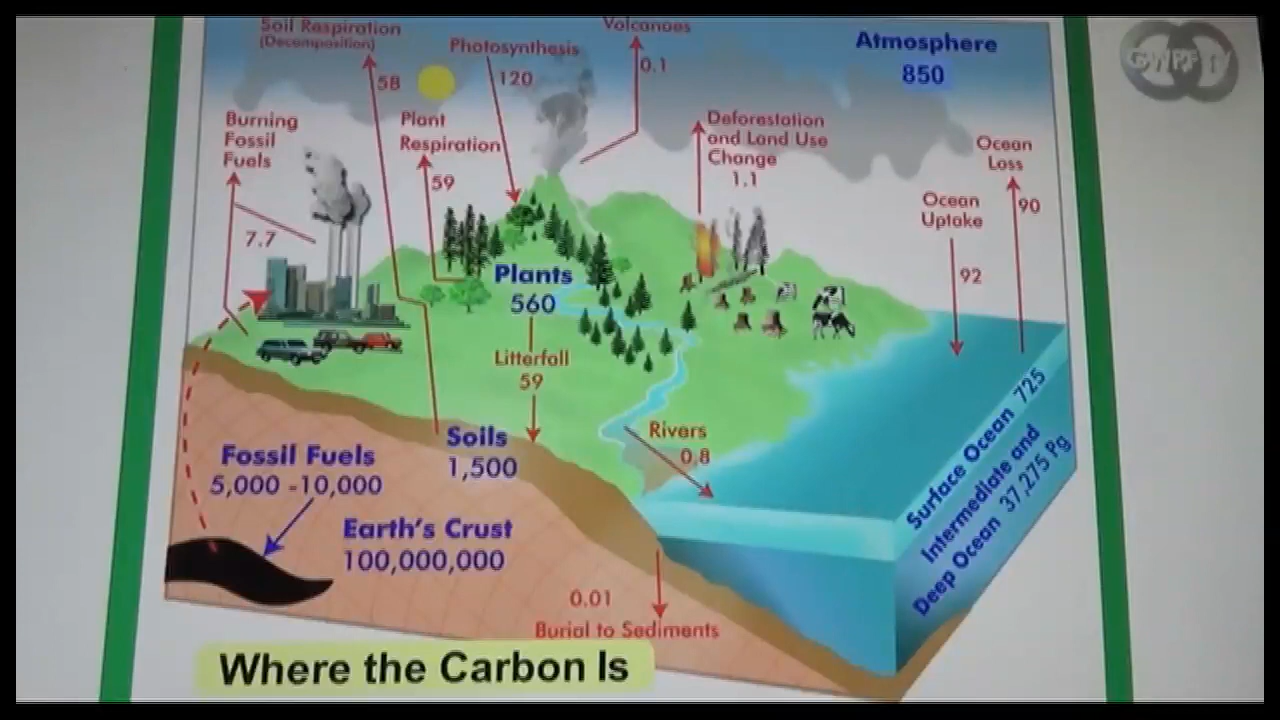 Soil Respiration
(Decomposition)
58
Photosynthesis
120
Volcanoes
0.1
Atmosphere
850
GWPF TV
Burning
Fossil
Fuels
7.7
Plant
Respiration
59
Deforestation
and Land Use
Change
1.1
Ocean
Loss
90
Ocean
Uptake
92
Plants
560
Litterfall
59
Soils
1,500
Rivers
0.8
Fossil Fuels
5,000 -10,000
Earth's Crust
100,000,000
Surface Ocean 725
Intermediate and
Deep Ocean 37,275 Pg
0.01
Burial to Sediments
Where the Carbon Is